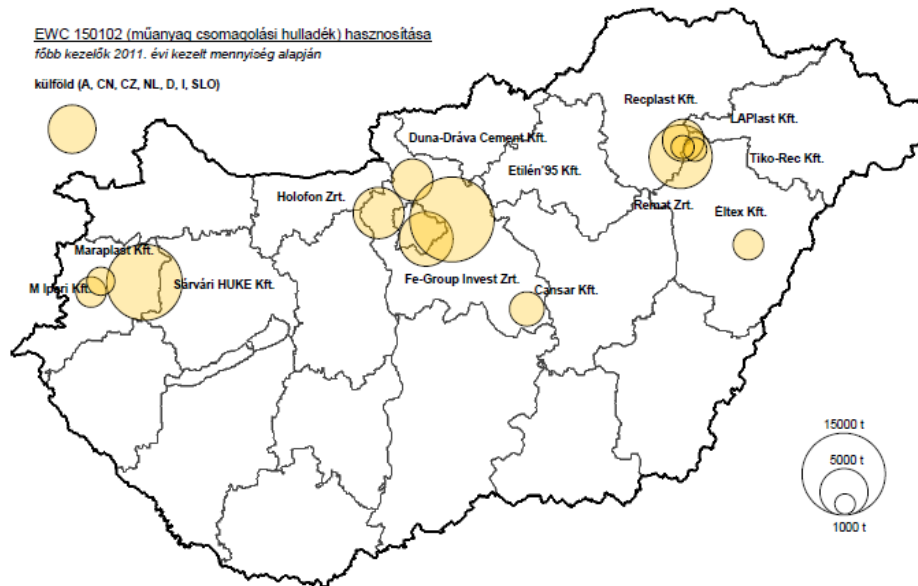 EWC 150102 (műanyag csomagolási hulladék) hasznosítása
főbb kezelők 2011. évi kezelt mennyiség alapján
külföld (A, CN, CZ, NL, D, I, SLO)
Recplast Kft.
LAPlast Kft.
Duna-Dráva Cement Kft.
Tiko-Rec Kft.
Etilén'95 Kft.
Holofon Zrt.
Remat Zrt.
Éltex Kft.
Maraplast Kft.
Fe-Group Invest Zrt.
Sárvári HUKE Kft.
M Ipari Kft.
Cansar Kft.
15000 t
5000 t
1000 t